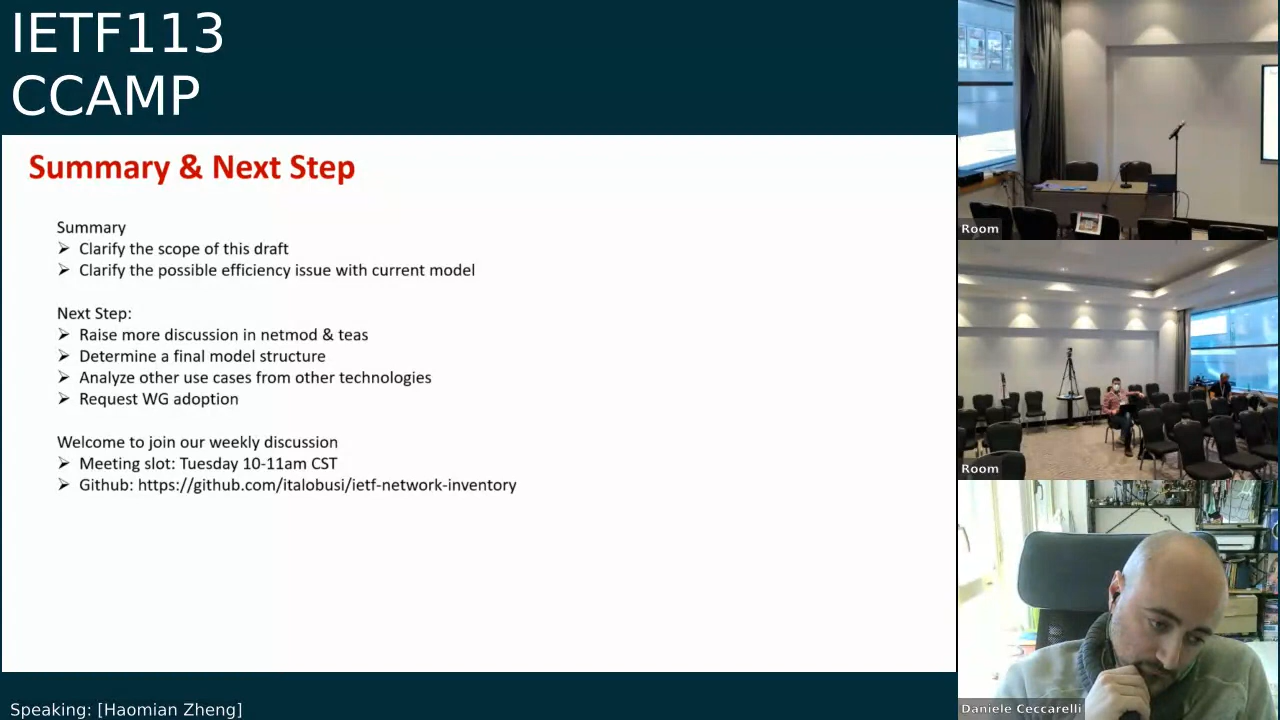 IETF113
CCAMP
Summary & Next Step
Summary
➢ Clarify the scope of this draft
➢ Clarify the possible efficiency issue with current model
Next Step:
➢ Raise more discussion in netmod & teas
➢ Determine a final model structure
➢ Analyze other use cases from other technologies
➢ Request WG adoption
Welcome to join our weekly discussion
➢ Meeting slot: Tuesday 10-11am CST
➢ Github: https://github.com/italobusi/ietf-network-inventory
Speaking: [Haomian Zheng]
Room
Room
Daniele Ceccarelli